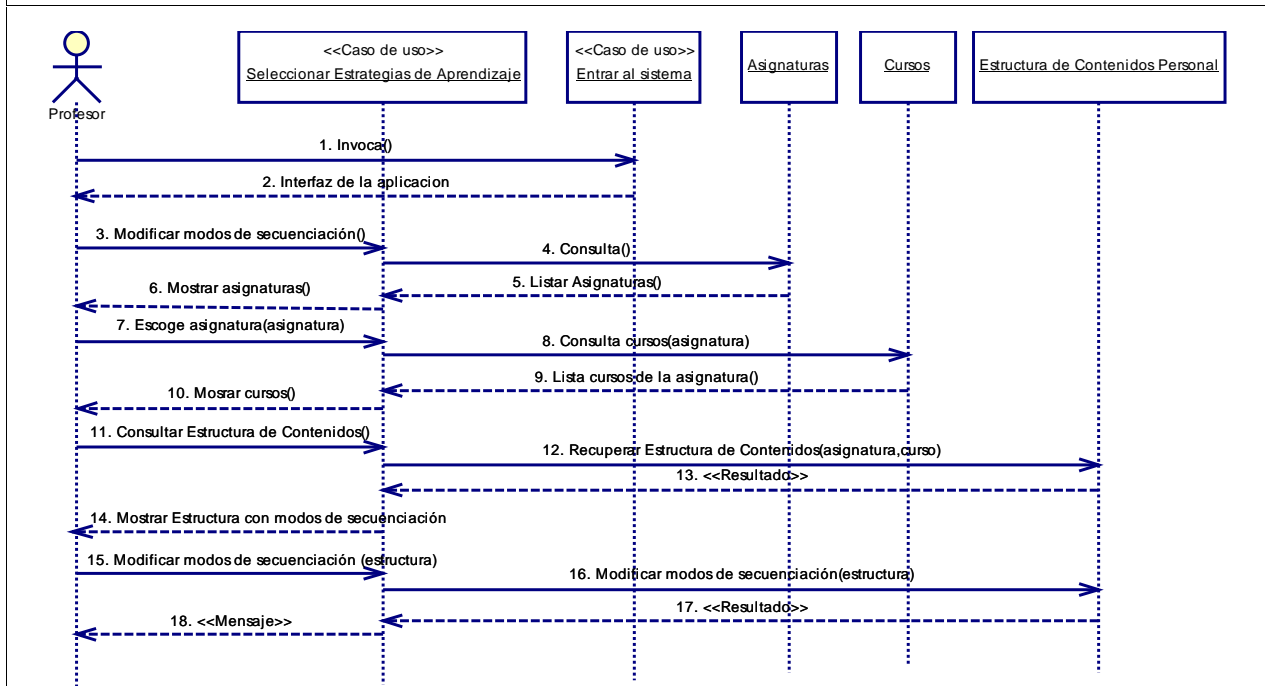 <<Caso de uso>>
Seleccionar Estrategias de Aprendizaje
<<Caso de uso>>
Entrar al sistema
Asignaturas
Cursos
Estructura de Contenidos Personal
Profesor
1. Invoca()
2. Interfaz de la aplicacion
3. Modificar modos de secuenciación()
4. Consulta()
5. Listar Asignaturas()
6. Mostrar asignaturas()
7. Escoge asignatura(asignatura)
8. Consulta cursos(asignatura)
9. Lista cursos de la asignatura()
10. Mosrar cursos()
11. Consultar Estructura de Contenidos()
12. Recuperar Estructura de Contenidos(asignatura,curso)
13. <<Resultado>>
14. Mostrar Estructura con modos de secuenciación
15. Modificar modos de secuenciación (estructura)
16. Modificar modos de secuenciación(estructura)
17. <<Resultado>>
18. <<Mensaje>>